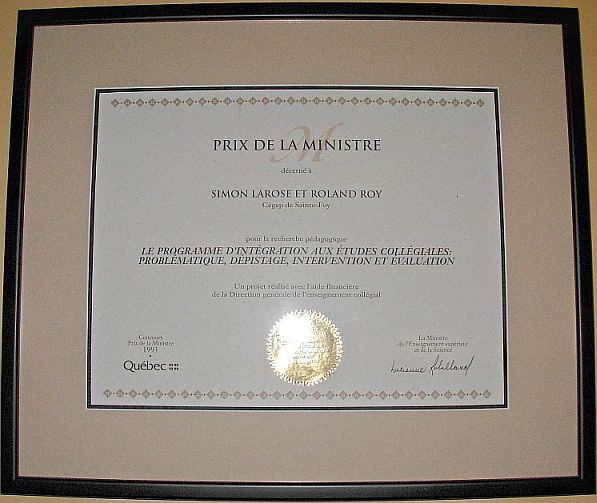 PRIX DE LA MINISTRE
décerné à
SIMON LAROSE ET ROLAND ROY
Cégep de Sainte-Foy
pour la recherche pédagogique
LE PROGRAMME D'INTÉGRATION AUX ÉTUDES COLLÉGIALES:
PROBLÉMATIQUE, DÉPISTAGE, INTERVENTION ET ÉVALUATION
Un projet réalisé avec l'aide financière
de la Direction générale de l'enseignement collégial
Concours
Prix de la Ministre
1993
Québec
La Ministre
de l'Enseignement supérieur
et de la Science
Lucienne Robillard